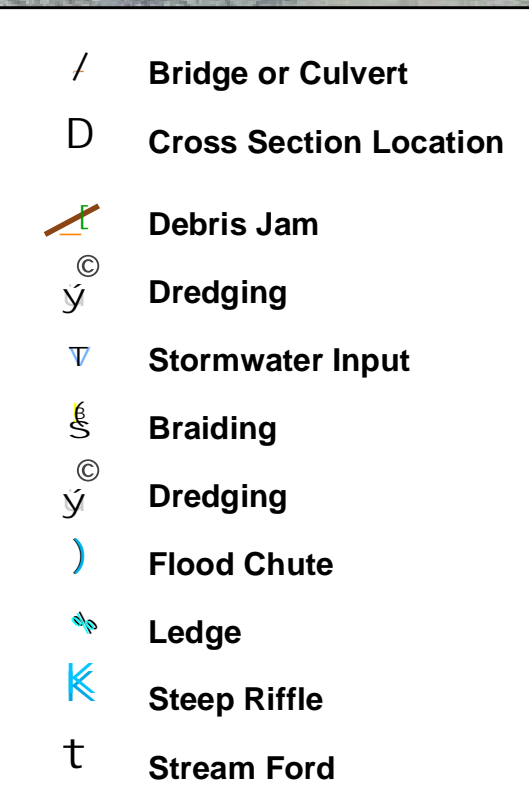 / Bridge or Culvert
D Cross Section Location
[ Debris Jam
© ý Dredging
T Stormwater Input
Braiding
© ý Dredging
) Flood Chute
% Ledge
K Steep Riffle
t Stream Ford